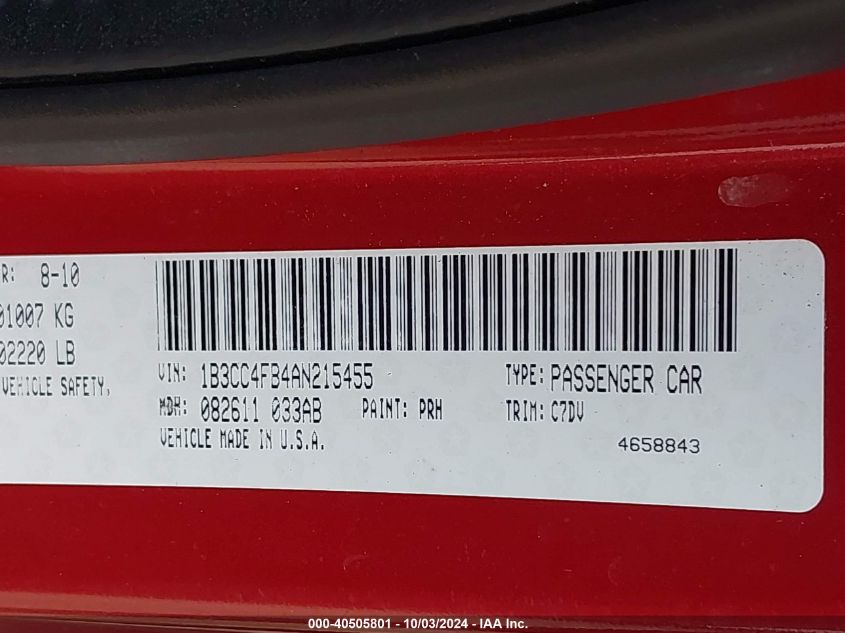 R: 8-10
01007 KG
02220 LB
VEHICLE SAFETY,
VIN: 1B3CC4FB4AN215455 TYPE: PASSENGER CAR
MDH: 082611 033AB PAINT: PRH TRIM: C7DV
VEHICLE MADE IN U.S.A. 4658843
000-40505801 - 10/03/2024 - IAA Inc.